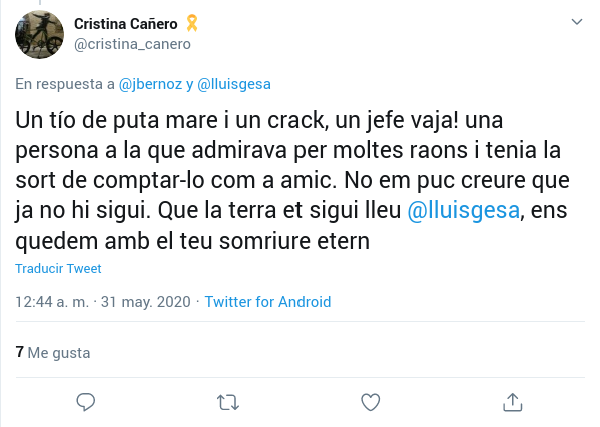 Cristina Cañero 🎗
@cristina_canero
En respuesta a @jbernoz y @lluisgesa
Un tío de puta mare i un crack, un jefe vaja! una
persona a la que admirava per moltes raons i tenia la
sort de comptar-lo com a amic. No em puc creure que
ja no hi sigui. Que la terra et sigui lleu @lluisgesa, ens
quedem amb el teu somriure etern
Traducir Tweet
12:44 a. m. · 31 may. 2020 · Twitter for Android
7 Me gusta